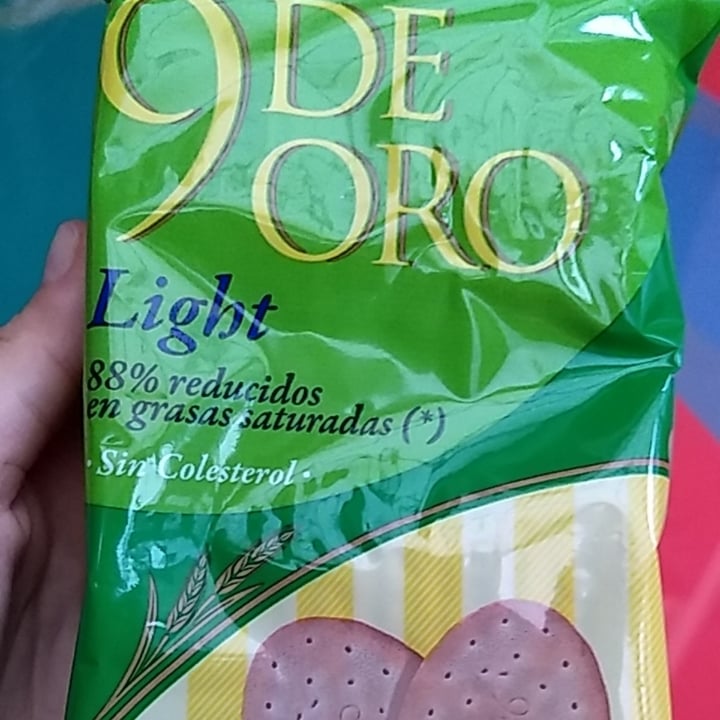 9 DE
ORO
Light
88% reducidos
en grasas saturadas (*)
· Sin Colesterol ·